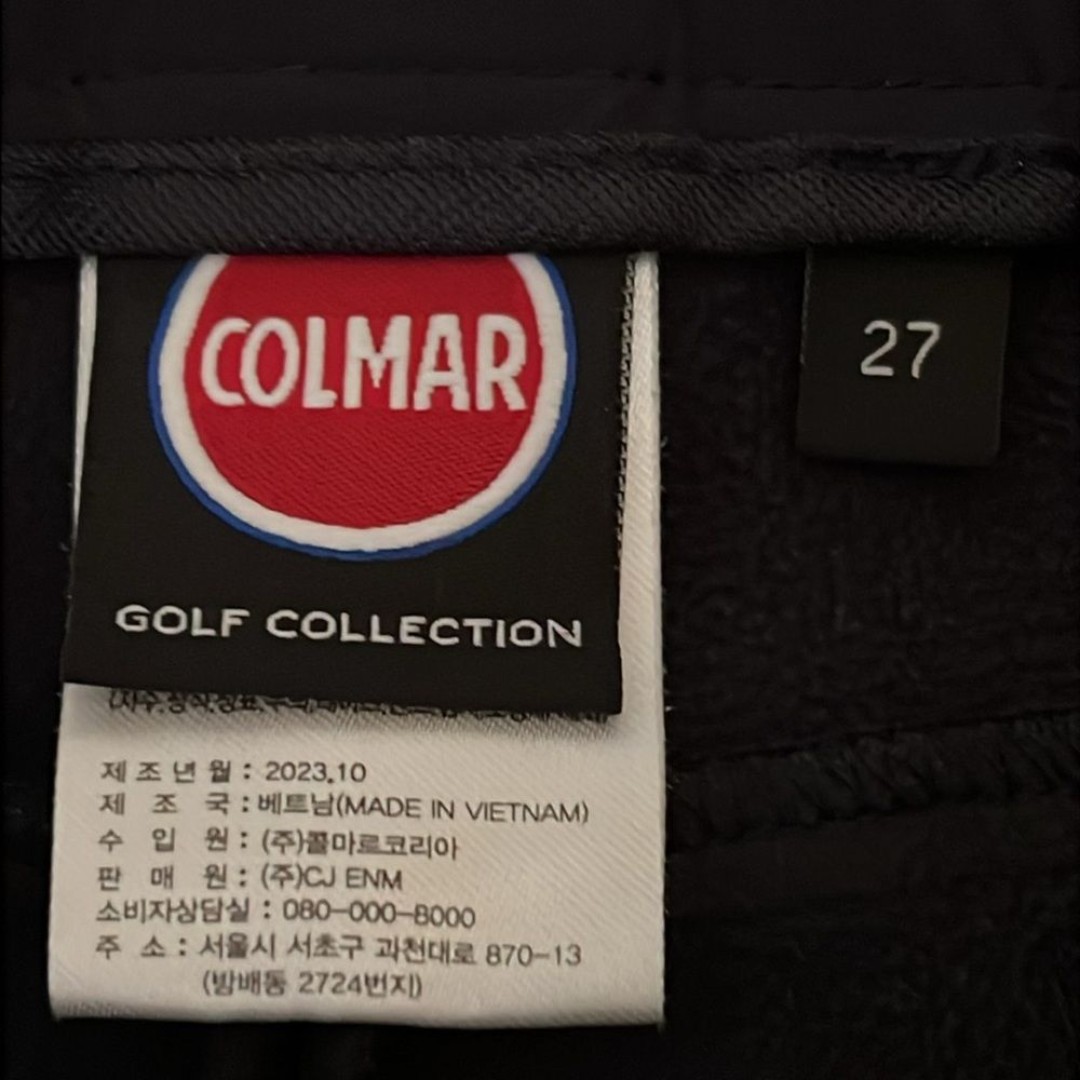 COLMAR
GOLF COLLECTION
27
제조년월 : 2023.10
제 조 국 : 베트남(MADE IN VIETNAM)
수 입 원 : (주)콜마르코리아
판 매 원 : (주)CJ ENM
소비자상담실 : 080-000-8000
주 소 : 서울시 서초구 과천대로 870-13
(방배동 2724번지)